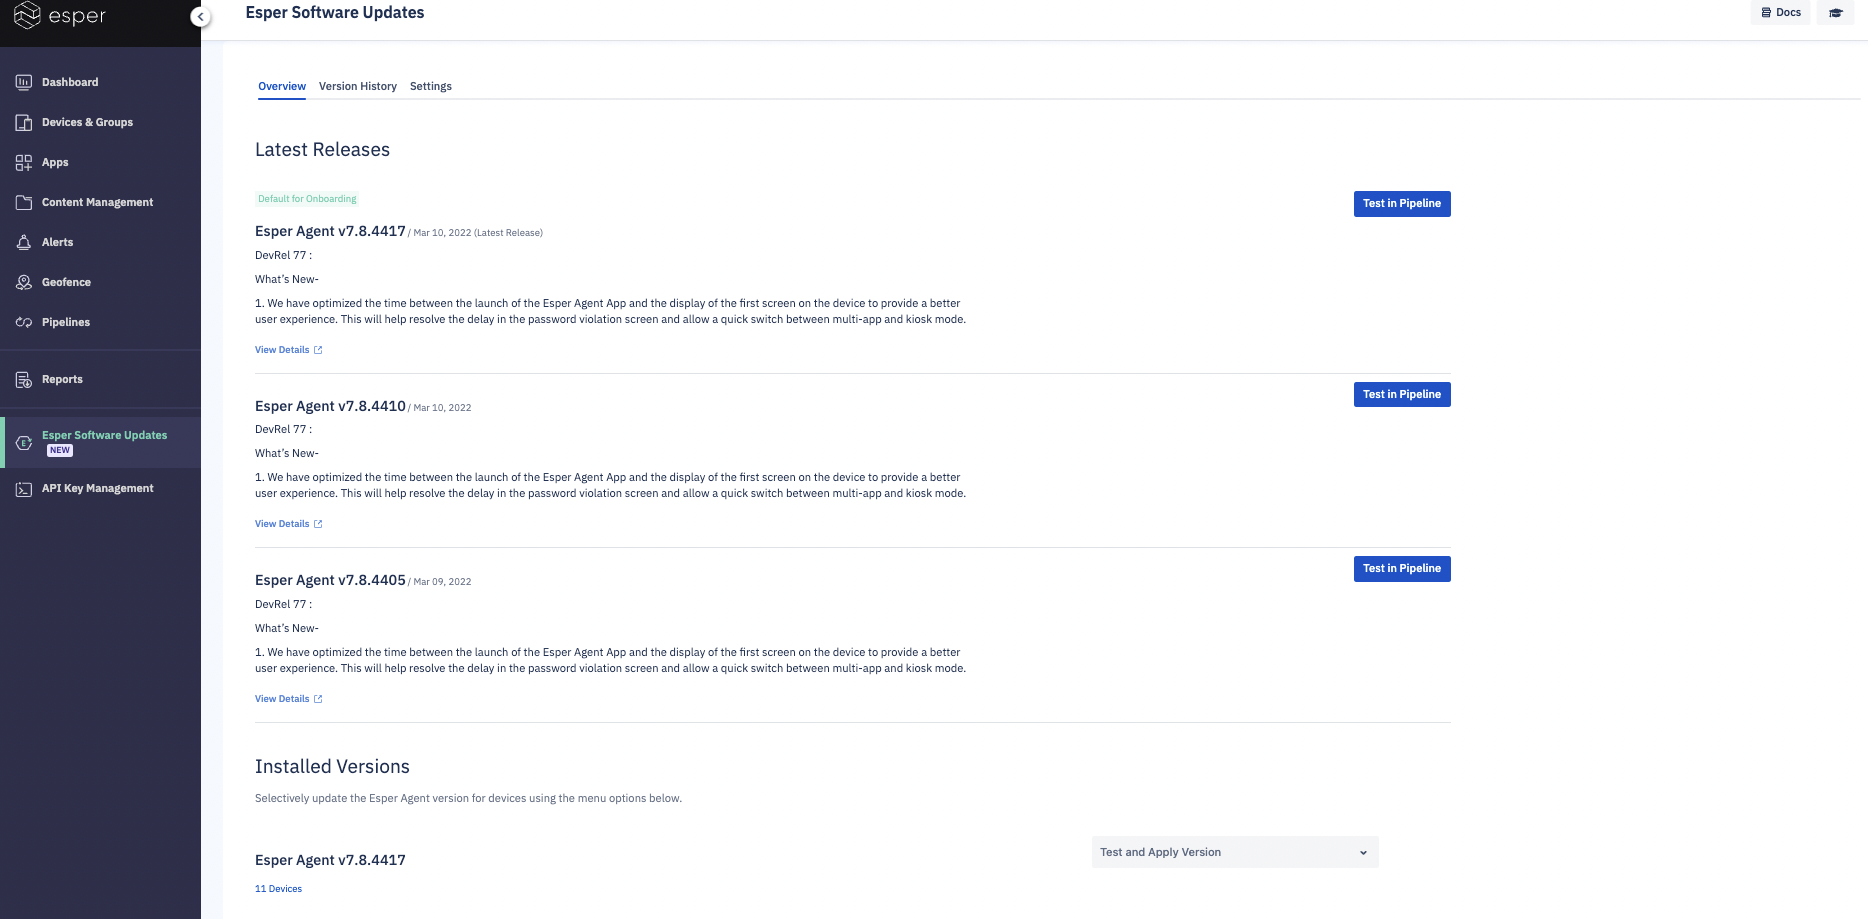 esper
Esper Software Updates
Docs
Dashboard
Devices & Groups
Apps
Content Management
Alerts
Geofence
Pipelines
Reports
Esper Software Updates
NEW
API Key Management
Overview Version History Settings
Latest Releases
Default for Onboarding
Test in Pipeline
Esper Agent v7.8.4417 / Mar 10, 2022 (Latest Release)
DevRel 77 :
What's New-
1. We have optimized the time between the launch of the Esper Agent App and the display of the first screen on the device to provide a better
user experience. This will help resolve the delay in the password violation screen and allow a quick switch between multi-app and kiosk mode.
View Details
Test in Pipeline
Esper Agent v7.8.4410 / Mar 10, 2022
DevRel 77 :
What's New-
1. We have optimized the time between the launch of the Esper Agent App and the display of the first screen on the device to provide a better
user experience. This will help resolve the delay in the password violation screen and allow a quick switch between multi-app and kiosk mode.
View Details
Test in Pipeline
Esper Agent v7.8.4405 / Mar 09, 2022
DevRel 77 :
What's New-
1. We have optimized the time between the launch of the Esper Agent App and the display of the first screen on the device to provide a better
user experience. This will help resolve the delay in the password violation screen and allow a quick switch between multi-app and kiosk mode.
View Details
Installed Versions
Selectively update the Esper Agent version for devices using the menu options below.
Esper Agent v7.8.4417
Test and Apply Version
11 Devices